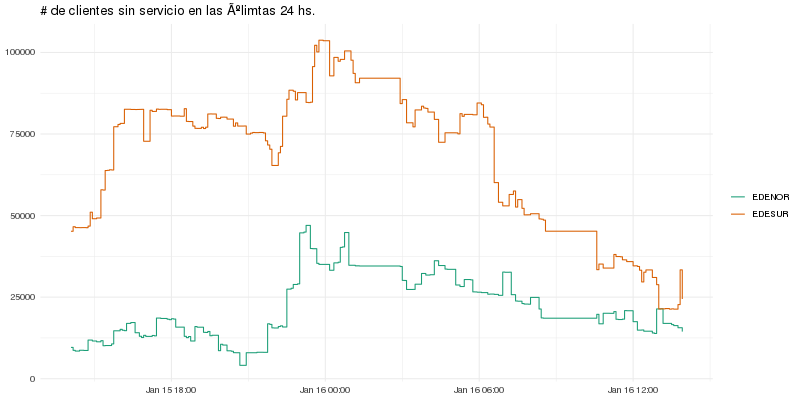 # de clientes sin servicio en las Ãºlimtas 24 hs.
100000
75000
50000
25000
0
Jan 15 18:00
Jan 16 00:00
Jan 16 06:00
Jan 16 12:00
EDENOR
EDESUR